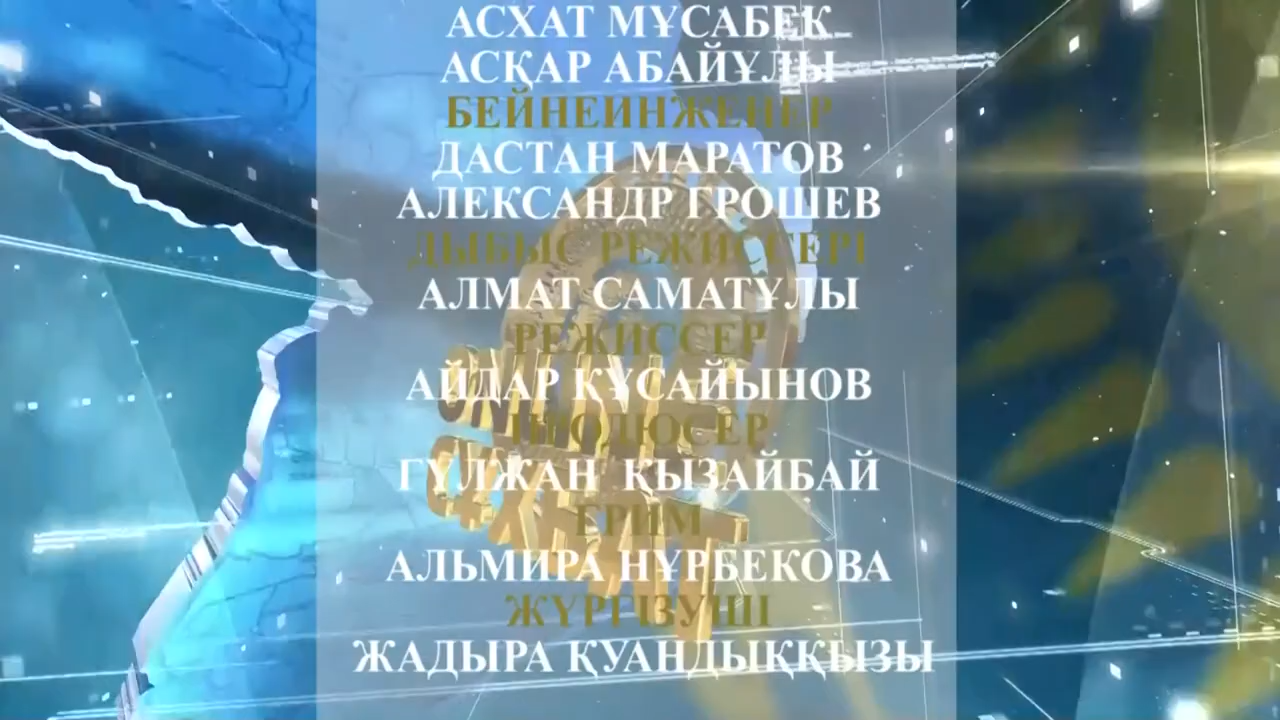 АСХАТ МҰСАБЕК
АСҚАР АБАЙҰЛЫ
БЕЙНЕИНЖЕНЕР
ДАСТАН МАРАТОВ
АЛЕКСАНДР ГРОШЕВ
ДЫБЫС РЕЖИССЕРІ
АЛМАТ САМАТҰЛЫ
РЕЖИССЕР
АЙДАР ҚҰСАЙЫНОВ
ПРОДЮСЕР
ГҮЛЖАН ҚЫЗАЙБАЙ
ГРИМ
АЛЬМИРА НҰРБЕКОВА
ЖҮРГІЗУШІ
ЖАДЫРА ҚУАНДЫҚҚЫЗЫ